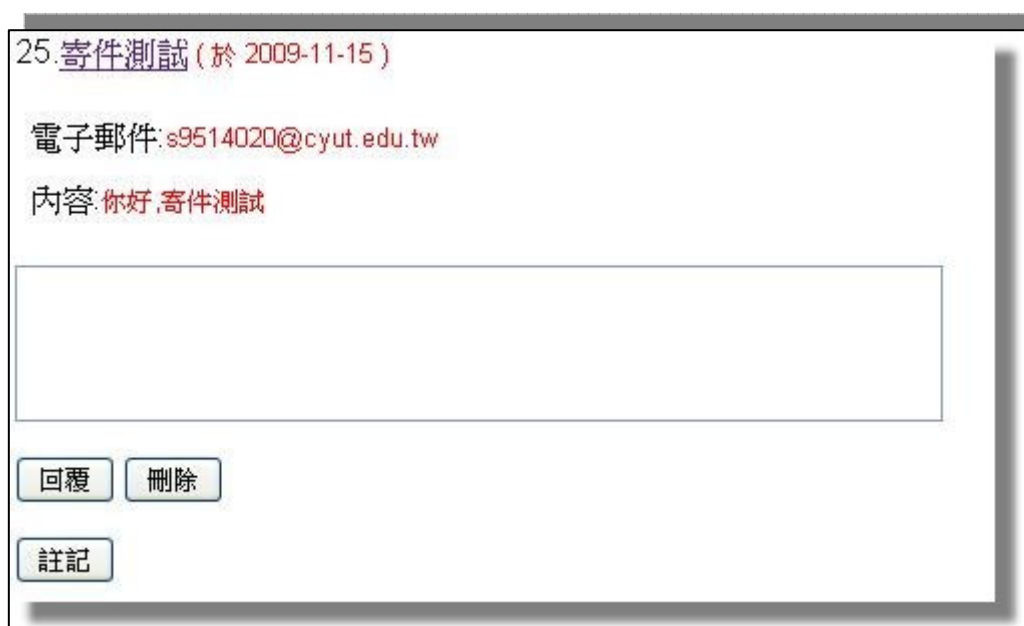 25.寄件測試 ( 於 2009-11-15 )
電子郵件:s9514020@cyut.edu.tw
內容:你好,寄件測試
回覆 刪除
註記